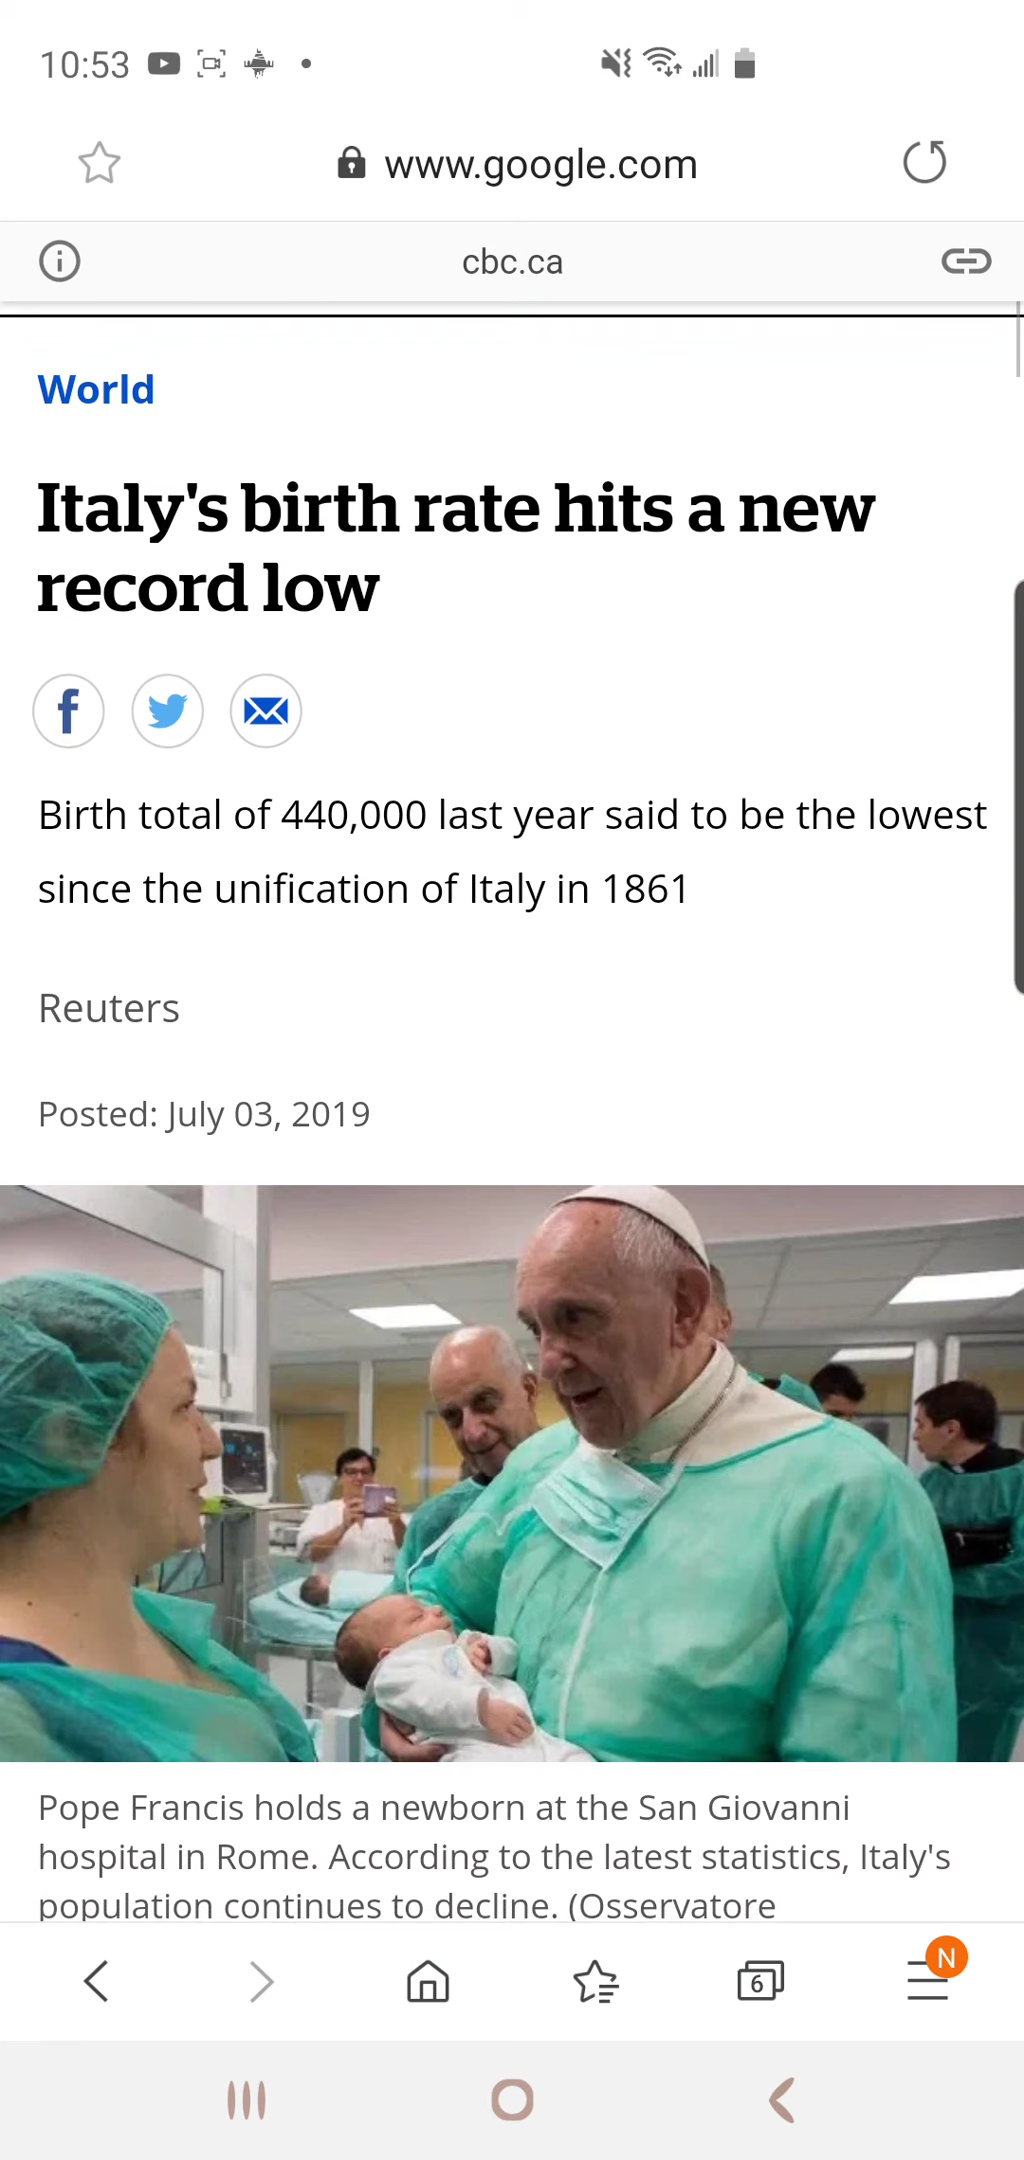 10:53
www.google.com
cbc.ca
World
Italy's birth rate hits a new
record low
Birth total of 440,000 last year said to be the lowest
since the unification of Italy in 1861
Reuters
Posted: July 03, 2019
Pope Francis holds a newborn at the San Giovanni
hospital in Rome. According to the latest statistics, Italy's
population continues to decline. (Osservatore
6
N